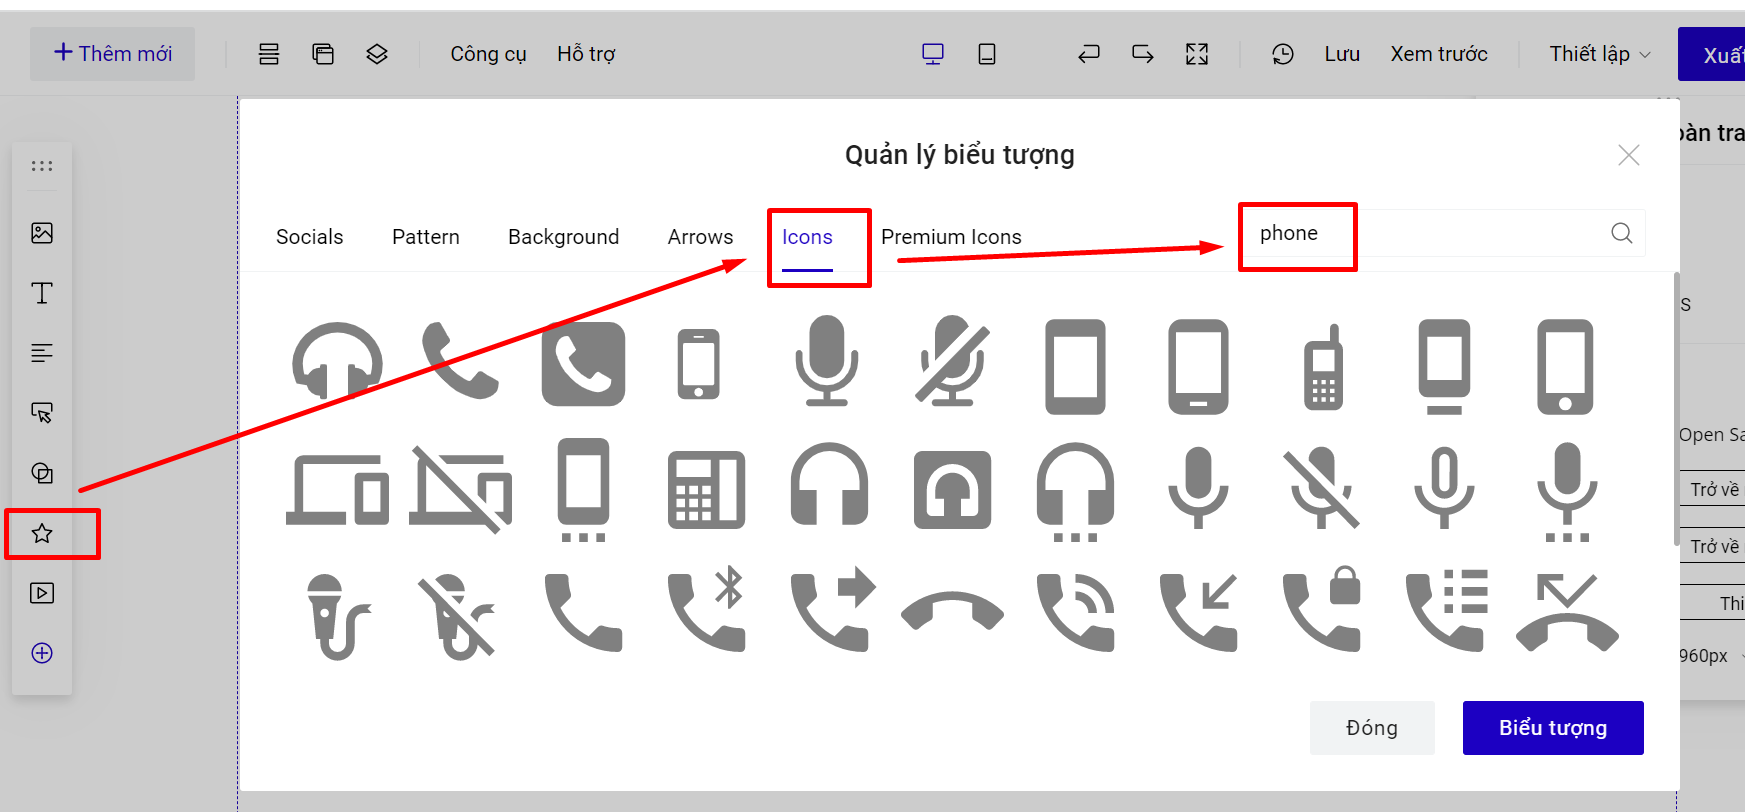 Thêm mới
Công cụ
Hỗ trợ
Lưu
Xem trước
Thiết lập
Xuấ
Quản lý biểu tượng
àn tra
Socials
Pattern
Background
Arrows
Icons
Premium Icons
phone
S
Open Sa
Trở về
Trở về
Thi
960px
Đóng
Biểu tượng